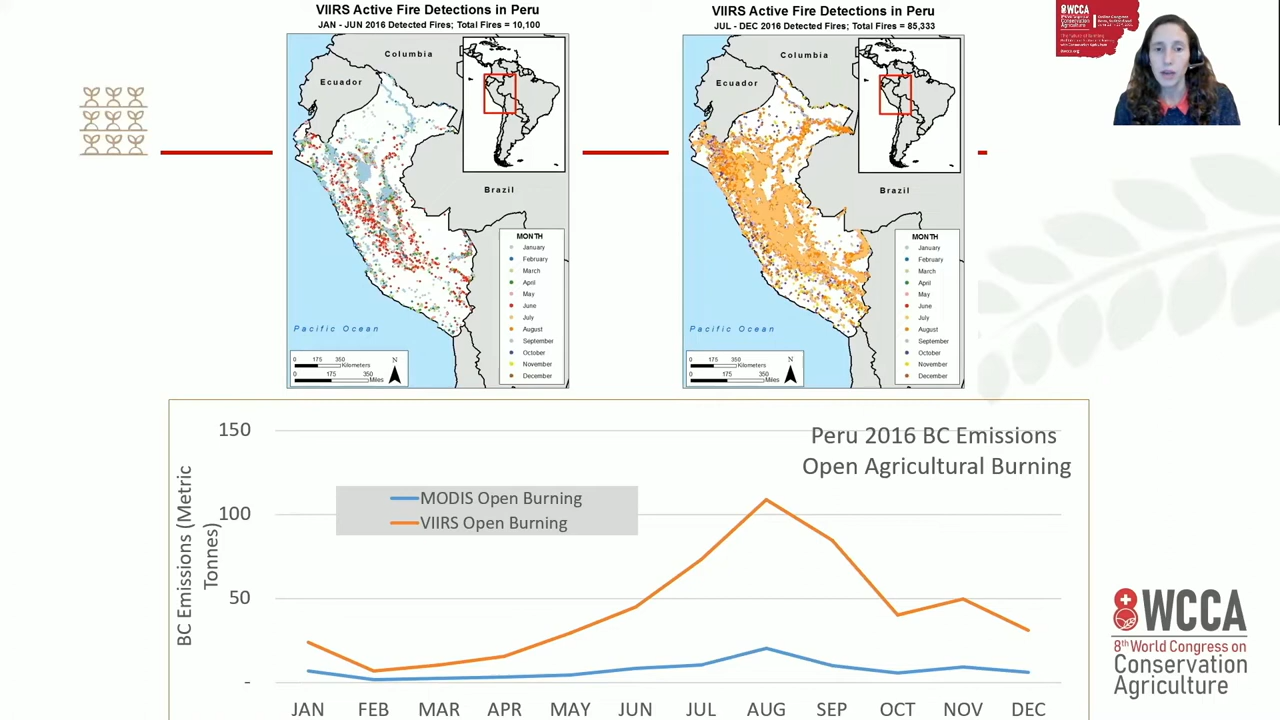 VIIRS Active Fire Detections in Peru
JAN - JUN 2016 Detected Fires; Total Fires = 10,100
Columbia
Ecuador
Brazil
Pacific Ocean
MONTH
January
February
March
April
May
June
July
August
September
October
November
December
0 175 350
Kilometers
0 175 350
Miles
N
VIIRS Active Fire Detections in Peru
JUL - DEC 2016 Detected Fires; Total Fires = 85,333
Columbia
Ecuador
Brazil
Pacific Ocean
MONTH
January
February
March
April
May
June
July
August
September
October
November
December
0 175 350
Kilometers
0 175 350
Miles
N
WCCA
Conservation
Agriculture
Peru 2016 BC Emissions
Open Agricultural Burning
MODIS Open Burning
VIIRS Open Burning
BC Emissions (Metric
Tonnes)
150
100
50
-
JAN FEB MAR APR MAY JUN JUL AUG SEP OCT NOV DEC
8 WCCA
8th World Congress on
Conservation
Agriculture